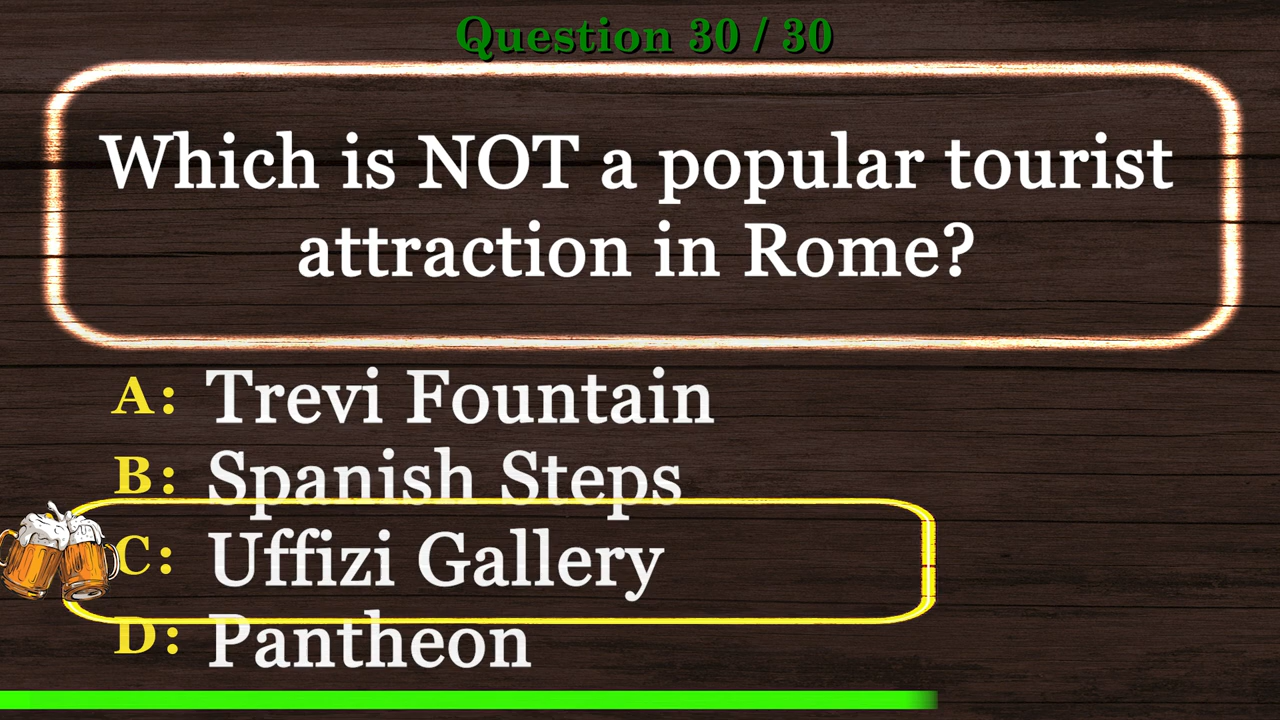 Question 30 / 30
Which is NOT a popular tourist
attraction in Rome?
A: Trevi Fountain
B: Spanish Steps
C: Uffizi Gallery
D: Pantheon